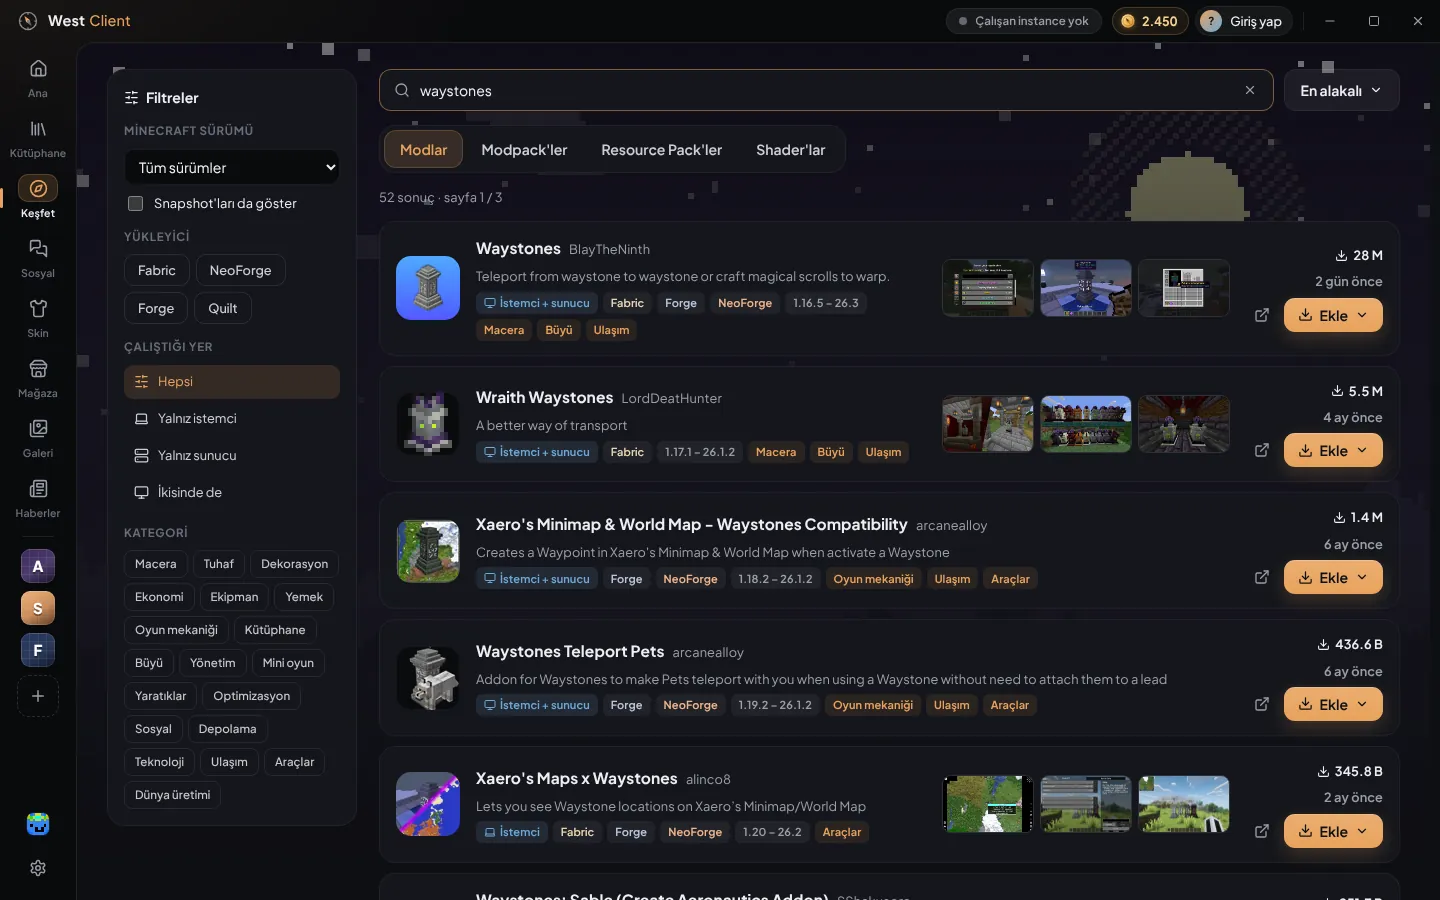 West Client
Çalışan instance yok
2.450
? Giriş yap
Ana
Kütüphane
Keşfet
Sosyal
Skin
Mağaza
Galeri
Haberler
A
S
F
Filtreler
MİNECRAFT SÜRÜMÜ
Tüm sürümler
Snapshot'ları da göster
YÜKLEYİCİ
Fabric NeoForge
Forge Quilt
ÇALIŞTIĞI YER
Hepsi
Yalnız istemci
Yalnız sunucu
İkisinde de
KATEGORİ
Macera Tuhaf Dekorasyon
Ekonomi Ekipman Yemek
Oyun mekaniği Kütüphane
Büyü Yönetim Mini oyun
Yaratıklar Optimizasyon
Sosyal Depolama
Teknoloji Ulaşım Araçlar
Dünya üretimi
waystones
En alakalı
Modlar Modpack'ler Resource Pack'ler Shader'lar
52 sonuç · sayfa 1 / 3
Waystones BlayTheNinth
Teleport from waystone to waystone or craft magical scrolls to warp.
İstemci + sunucu Fabric Forge NeoForge 1.16.5 – 26.3
Macera Büyü Ulaşım
28 M
2 gün önce
Ekle
Wraith Waystones LordDeathHunter
A better way of transport
İstemci + sunucu Fabric 1.17.1 – 26.1.2 Macera Büyü Ulaşım
5.5 M
4 ay önce
Ekle
Xaero's Minimap & World Map - Waystones Compatibility arcanealloy
Creates a Waypoint in Xaero's Minimap & World Map when activate a Waystone
İstemci + sunucu Forge NeoForge 1.18.2 – 26.1.2 Oyun mekaniği Ulaşım Araçlar
1.4 M
6 ay önce
Ekle
Waystones Teleport Pets arcanealloy
Addon for Waystones to make Pets teleport with you when using a Waystone without need to attach them to a lead
İstemci + sunucu Forge NeoForge 1.19.2 – 26.1.2 Oyun mekaniği Ulaşım Araçlar
436.6 B
6 ay önce
Ekle
Xaero's Maps x Waystones alinco8
Lets you see Waystone locations on Xaero's Minimap/World Map
İstemci Fabric Forge NeoForge 1.20 – 26.2 Araçlar
345.8 B
2 ay önce
Ekle
Waystones: Sable (Create Aeronautics Addon)